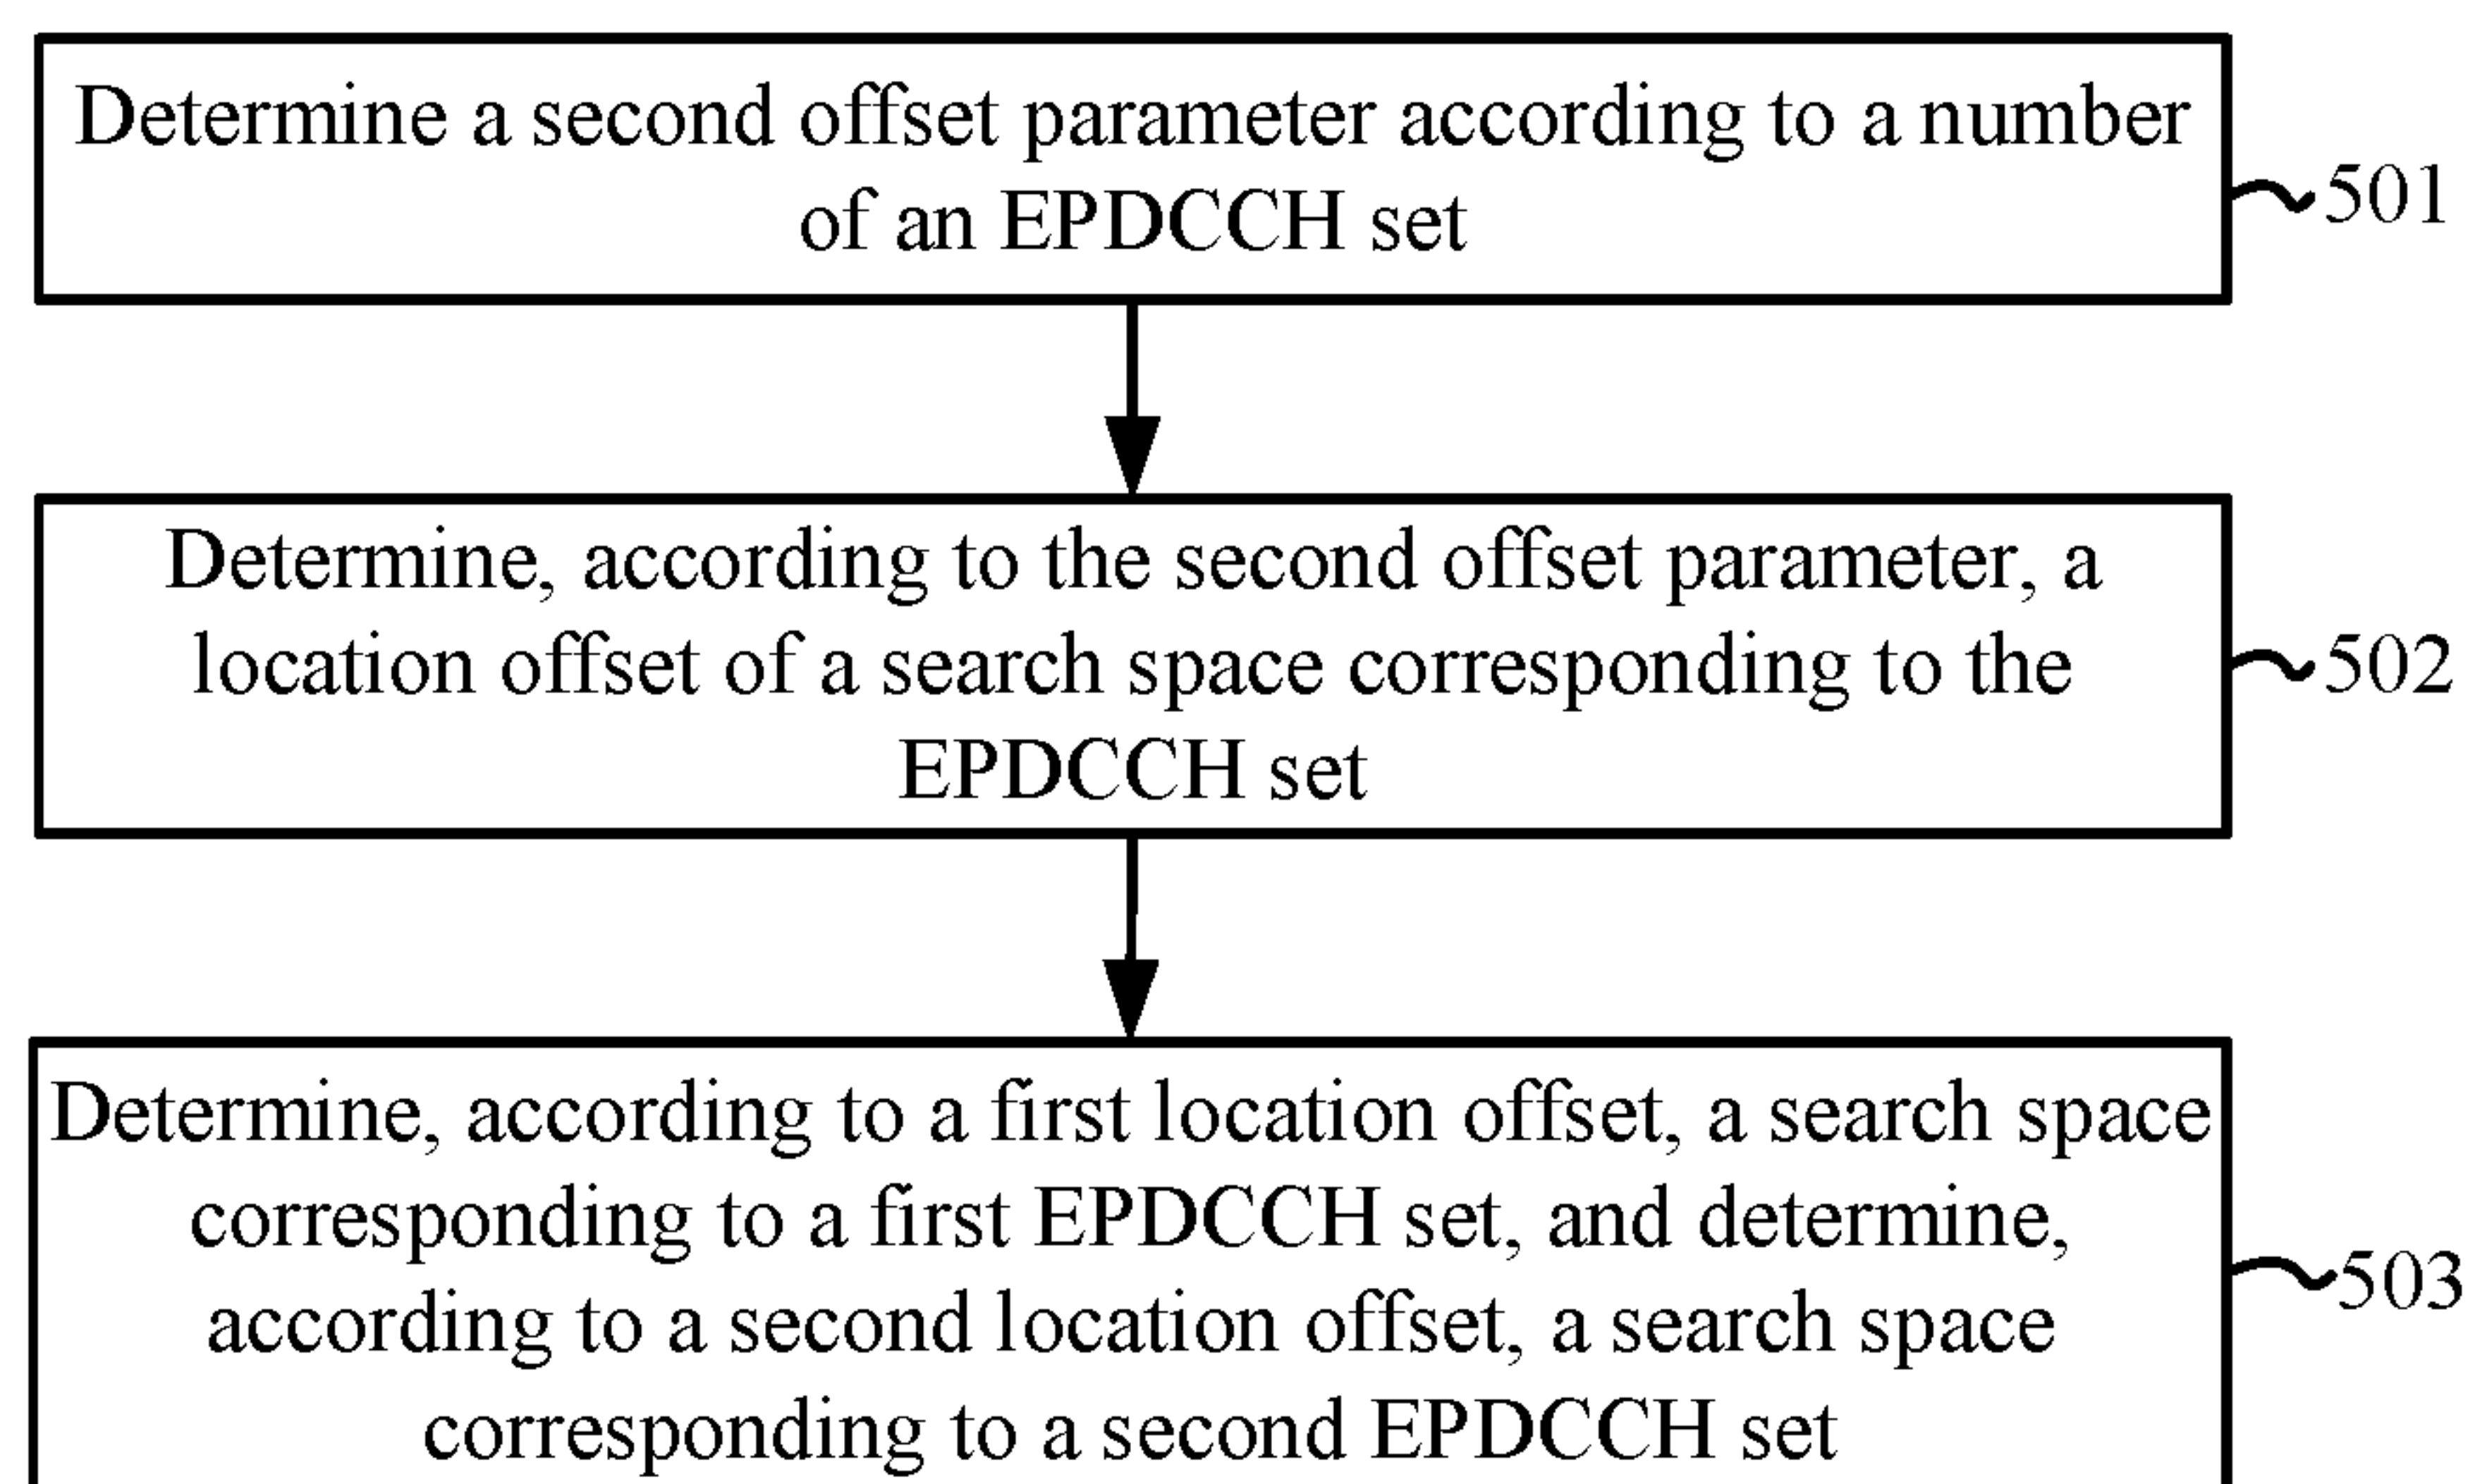 Determine a second offset parameter according to a number
of an EPDCCH set
501
Determine, according to the second offset parameter, a
location offset of a search space corresponding to the
EPDCCH set
502
Determine, according to a first location offset, a search space
corresponding to a first EPDCCH set, and determine,
according to a second location offset, a search space
corresponding to a second EPDCCH set
503